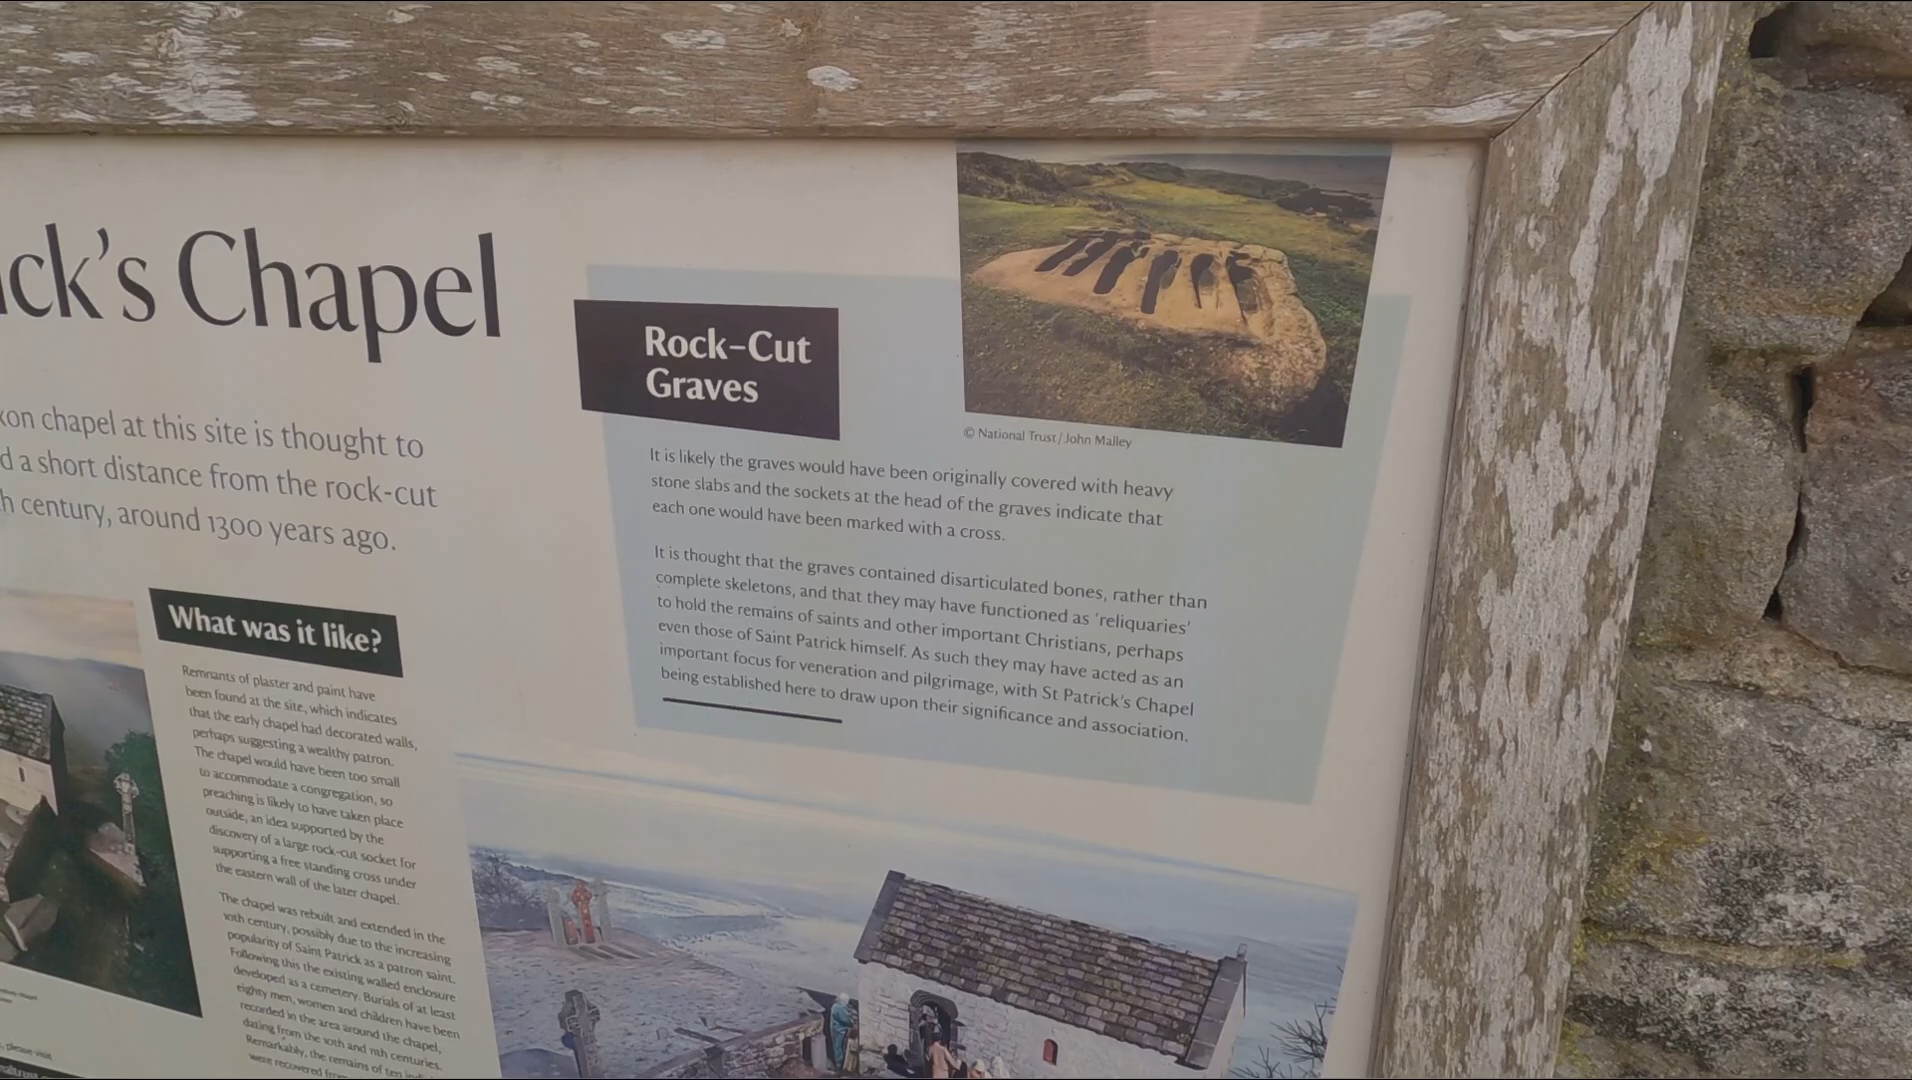 ck's Chapel
on chapel at this site is thought to
d a short distance from the rock-cut
h century, around 1300 years ago.
Rock-Cut
Graves
© National Trust/John Malley
It is likely the graves would have been originally covered with heavy
stone slabs and the sockets at the head of the graves indicate that
each one would have been marked with a cross.
It is thought that the graves contained disarticulated bones, rather than
complete skeletons, and that they may have functioned as 'reliquaries'
to hold the remains of saints and other important Christians, perhaps
even those of Saint Patrick himself. As such they may have acted as an
important focus for veneration and pilgrimage, with St Patrick's Chapel
being established here to draw upon their significance and association.
What was it like?
Remnants of plaster and paint have
been found at the site, which indicates
that the early chapel had decorated walls,
perhaps suggesting a wealthy patron.
The chapel would have been too small
to accommodate a congregation, so
preaching is likely to have taken place
outside, an idea supported by the
discovery of a large rock-cut socket for
supporting a free standing cross under
the eastern wall of the later chapel.
The chapel was rebuilt and extended in the
10th century, possibly due to the increasing
popularity of Saint Patrick as a patron saint.
Following this the existing walled enclosure
developed as a cemetery. Burials of at least
eighty men, women and children have been
recorded in the area around the chapel,
dating from the 10th and 11th centuries.
Remarkably, the remains of ten
were recovered
please visit